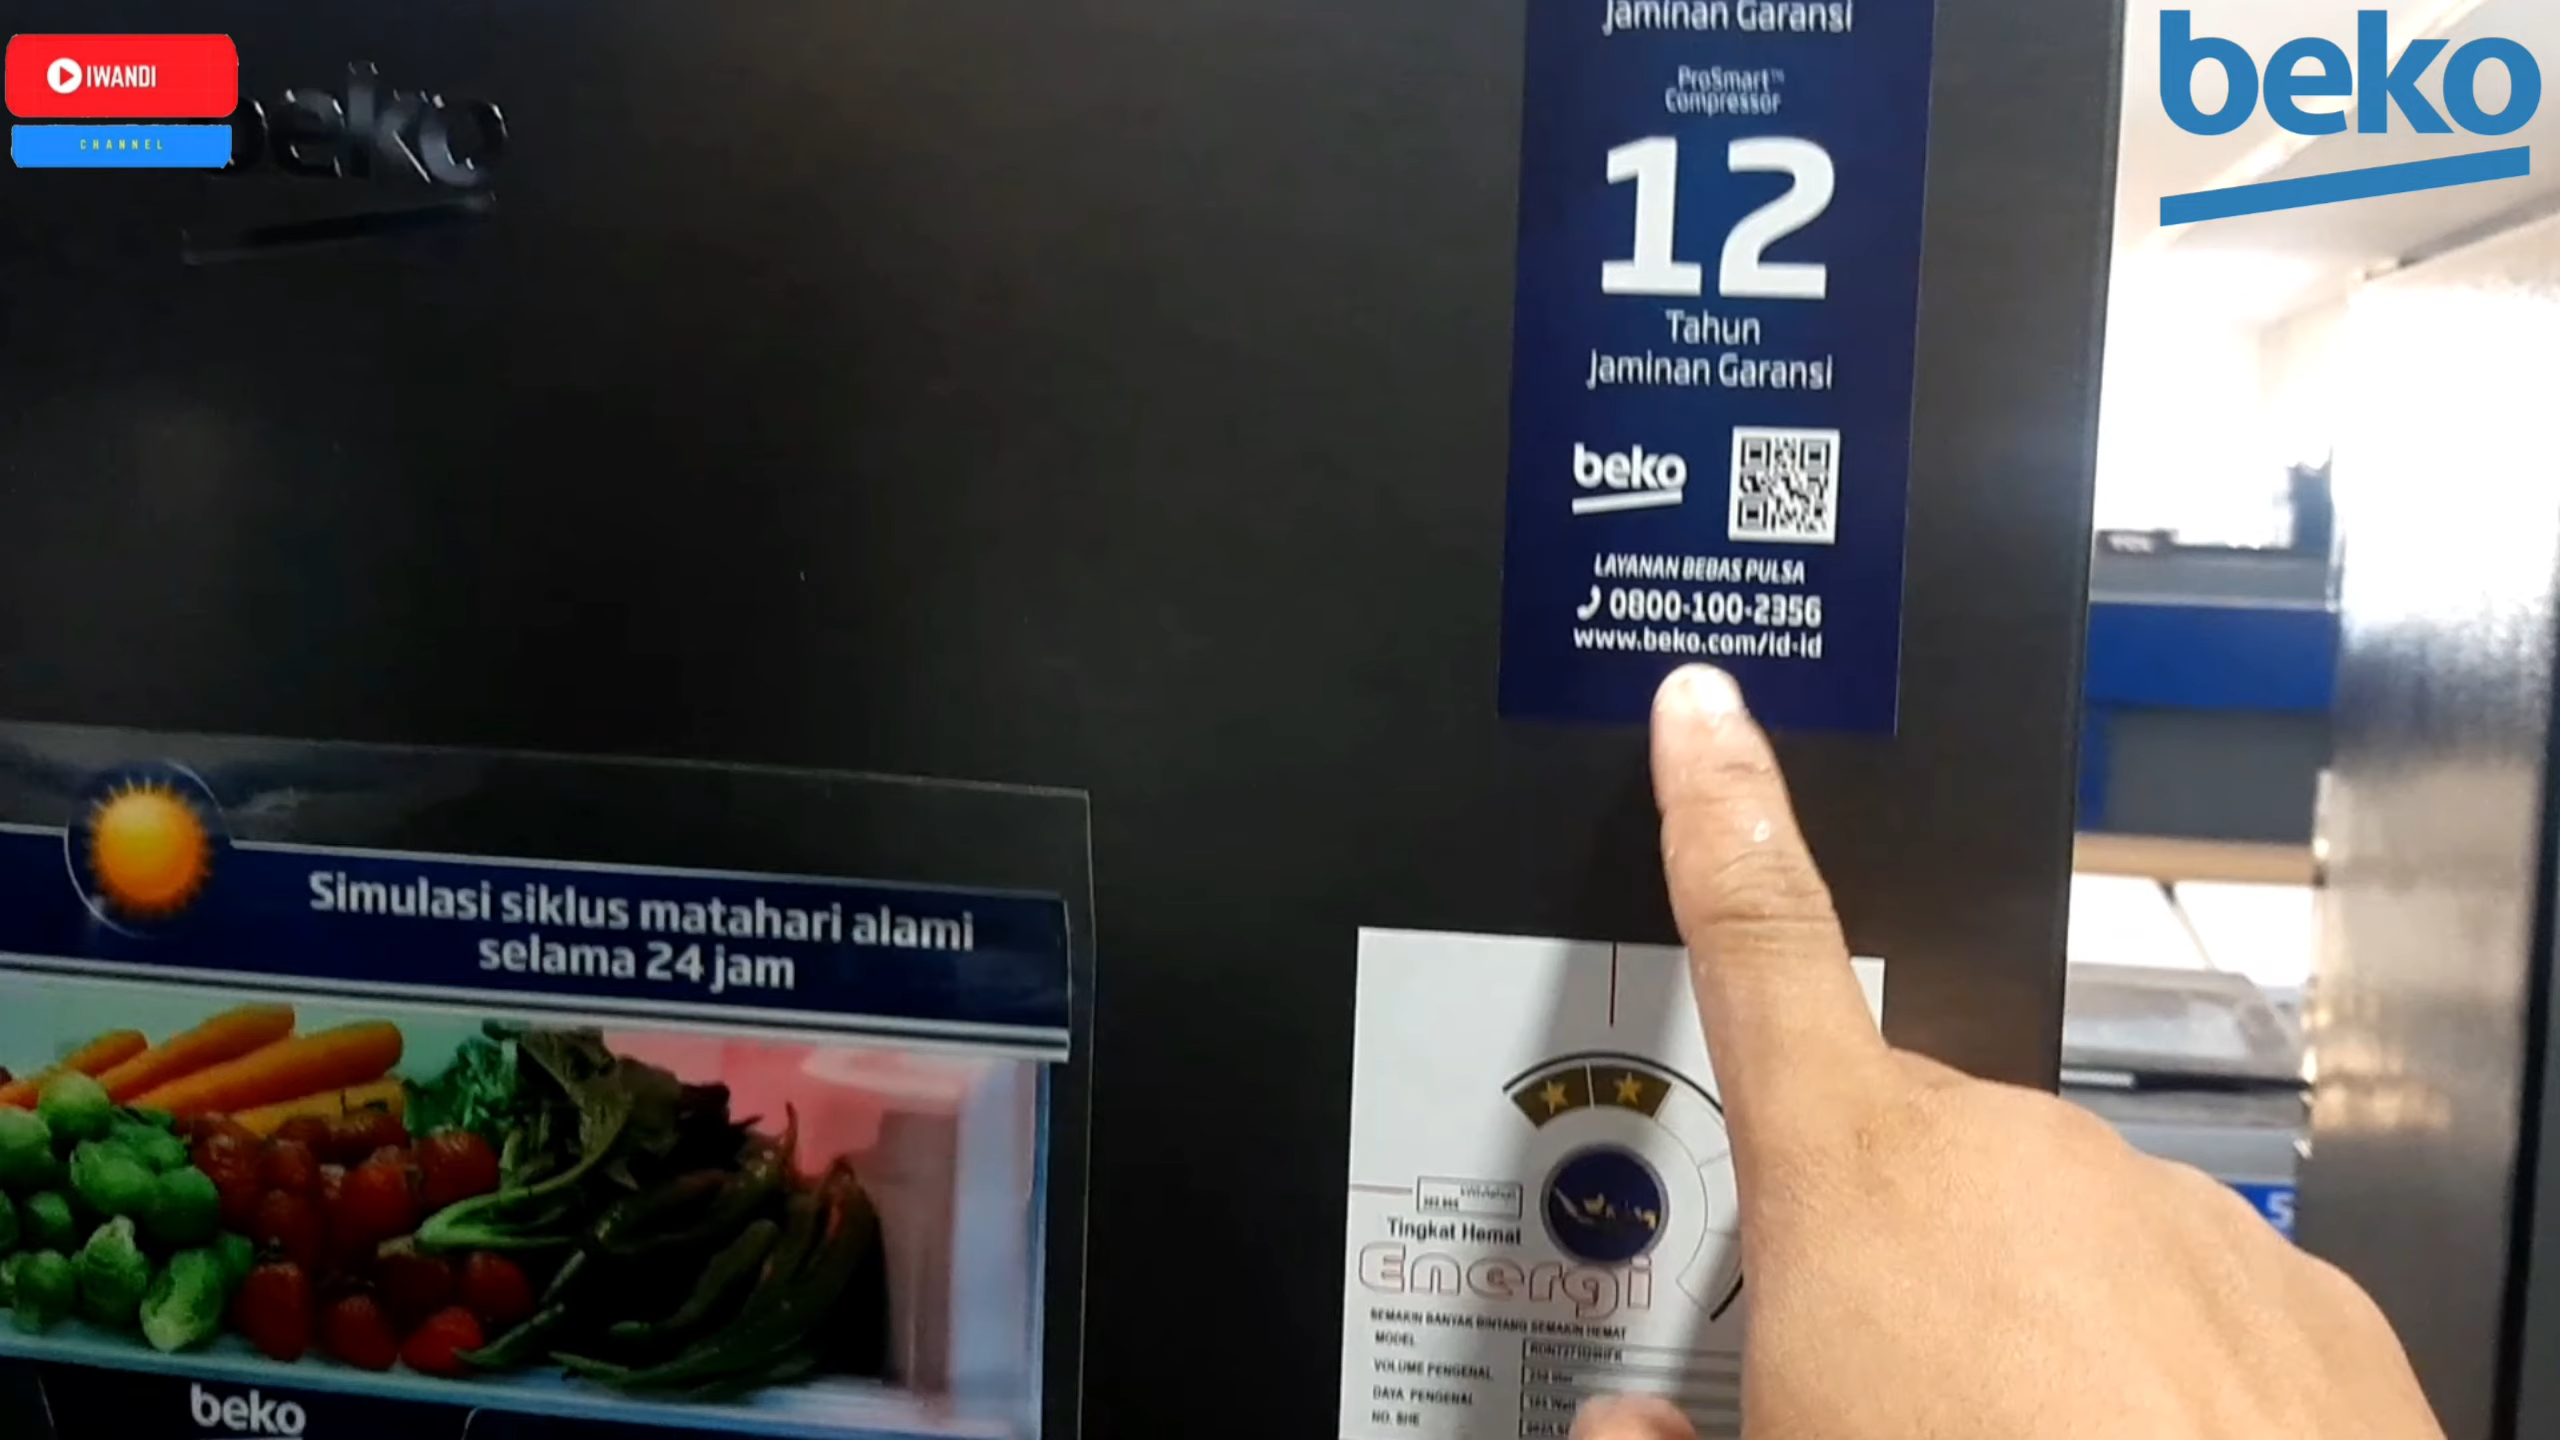 IWANDI
CHANNEL
beko
beko
Jaminan Garansi
ProSmart™
Compressor
12
Tahun
Jaminan Garansi
beko
LAYANAN BEBAS PULSA
0800-100-2356
www.beko.com/id-id
Simulasi siklus matahari alami
selama 24 jam
beko
Tingkat Hemat
Energi
SEMAKIN BANYAK BINTANG SEMAKIN HEMAT
MODEL
VOLUME PENGENAL
DAYA PENGENAL
NO. SHE